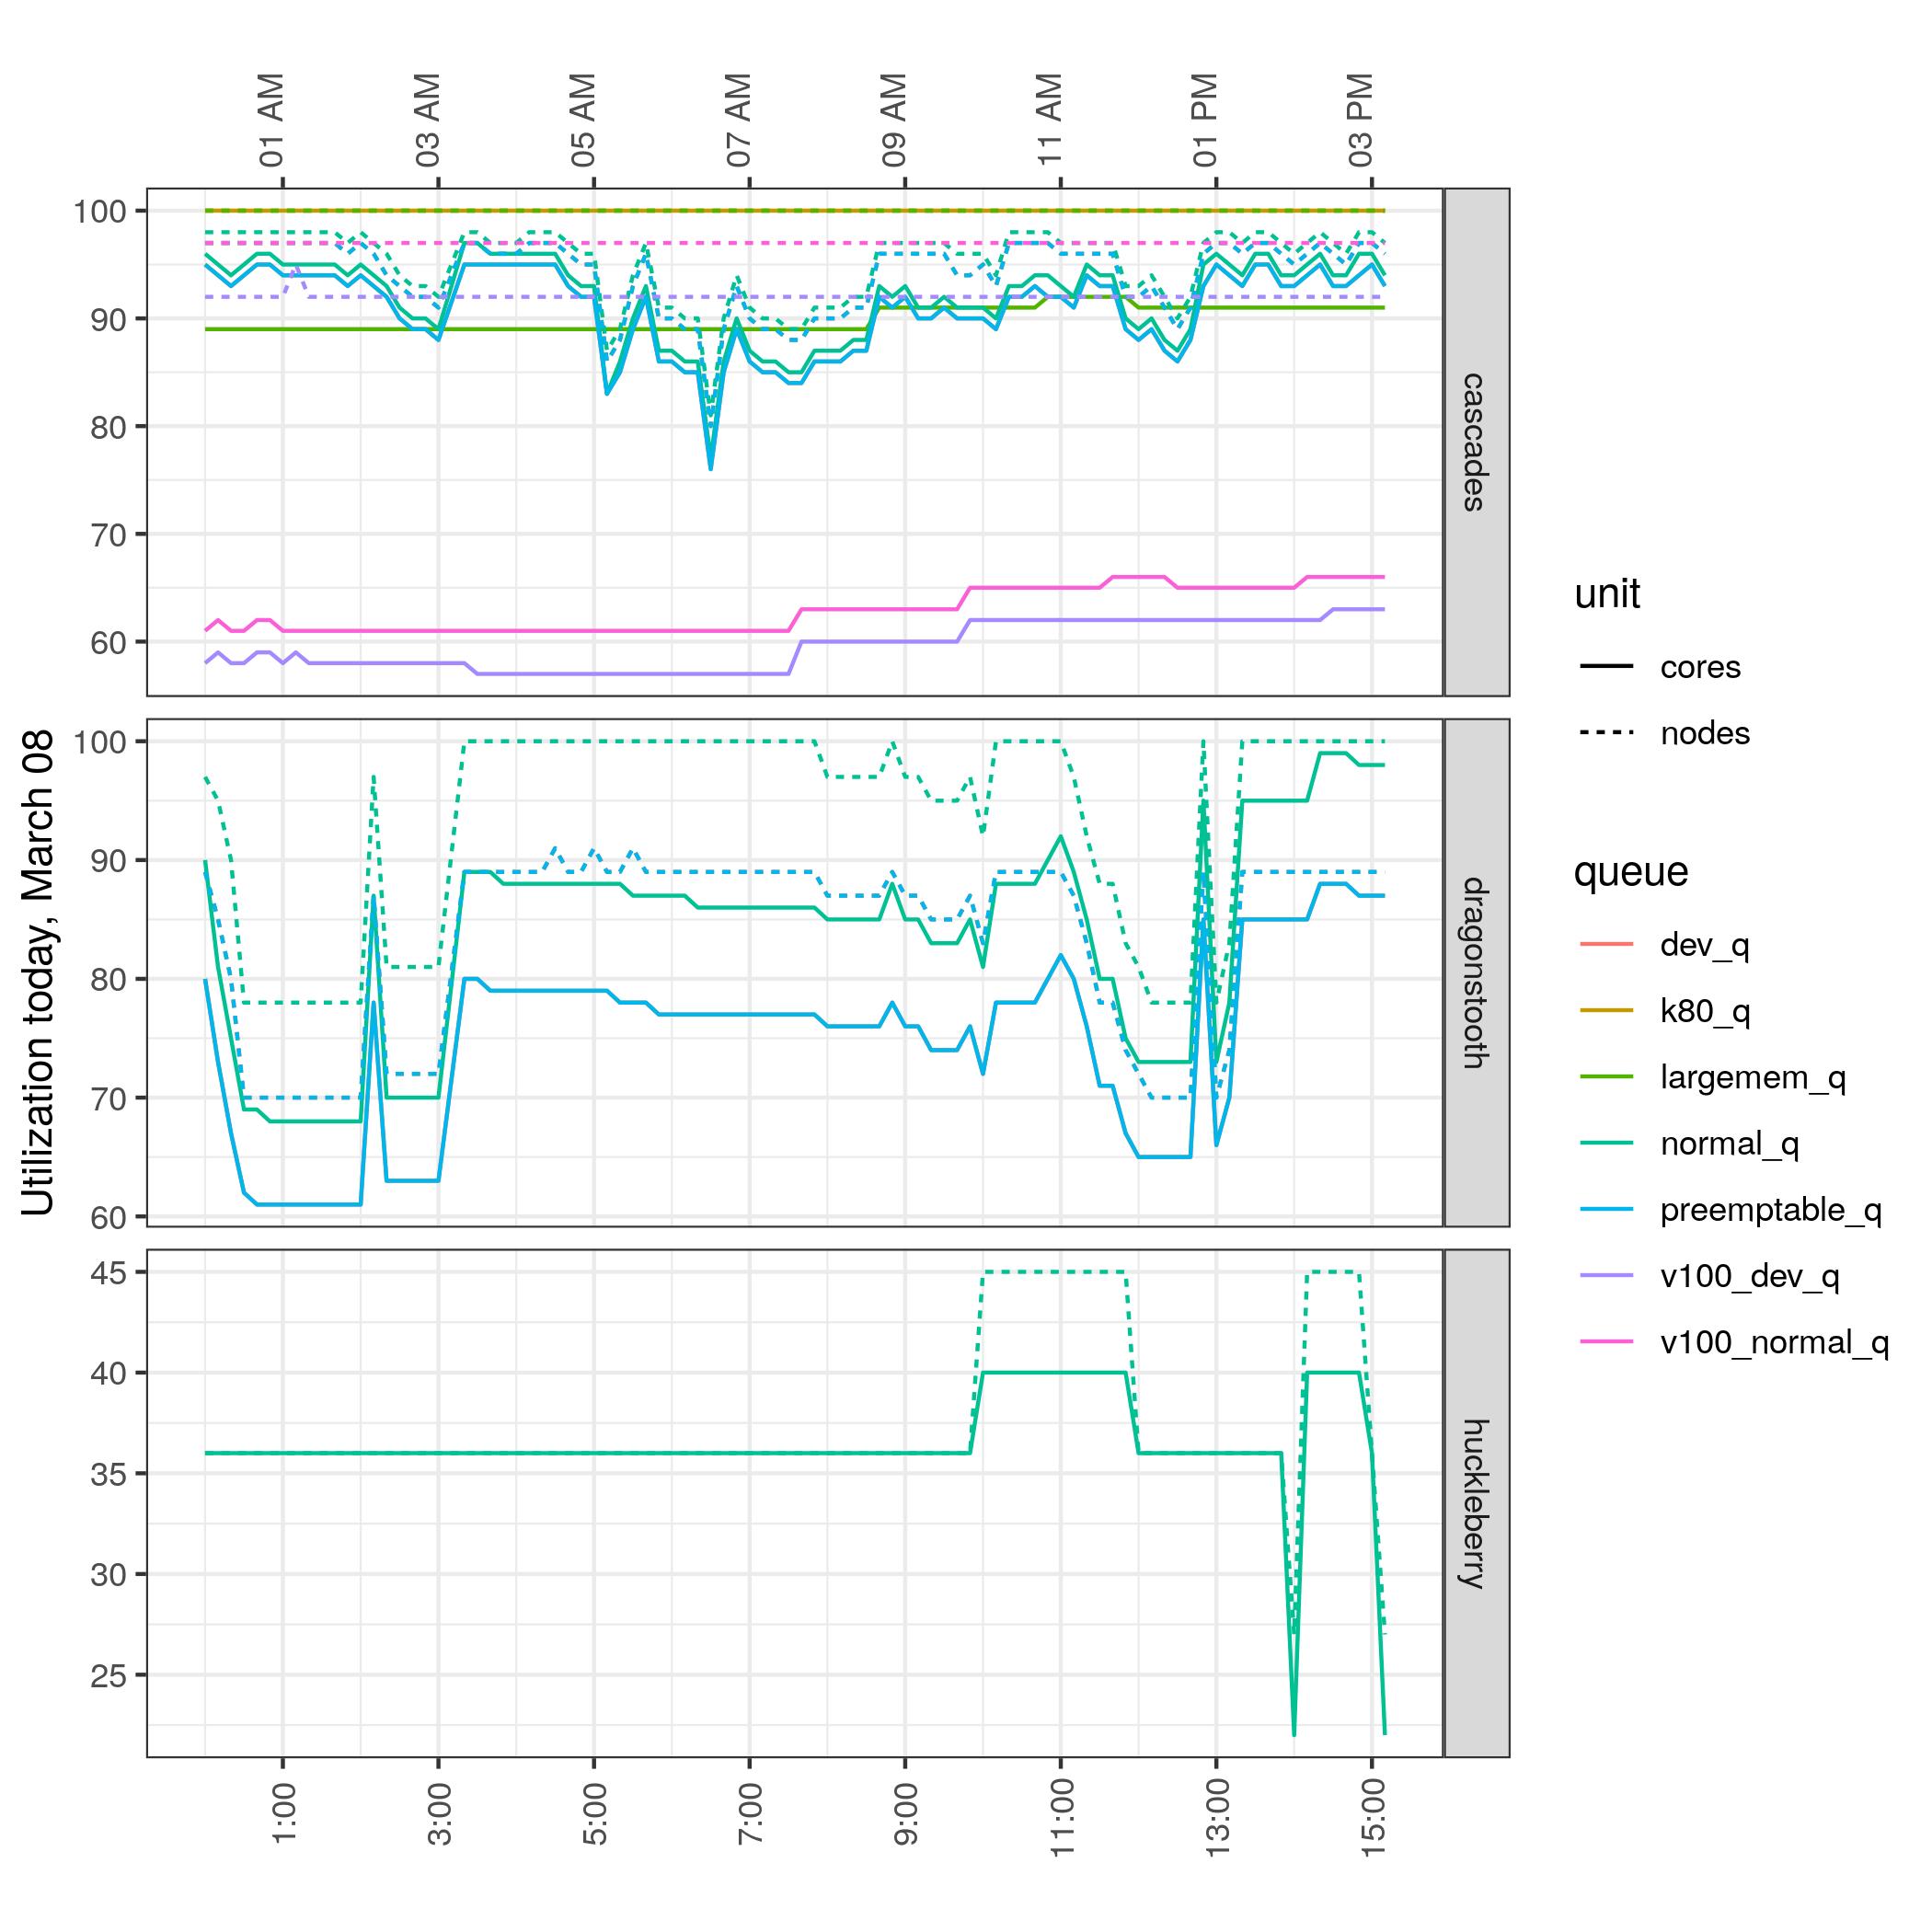 01 AM
03 AM
05 AM
07 AM
09 AM
11 AM
01 PM
03 PM
Utilization today, March 08
100
90
80
70
60
cascades
100
90
80
70
60
dragonstooth
45
40
35
30
25
huckleberry
1:00
3:00
5:00
7:00
9:00
11:00
13:00
15:00
unit
cores
nodes
queue
dev_q
k80_q
largemem_q
normal_q
preemptable_q
v100_dev_q
v100_normal_q